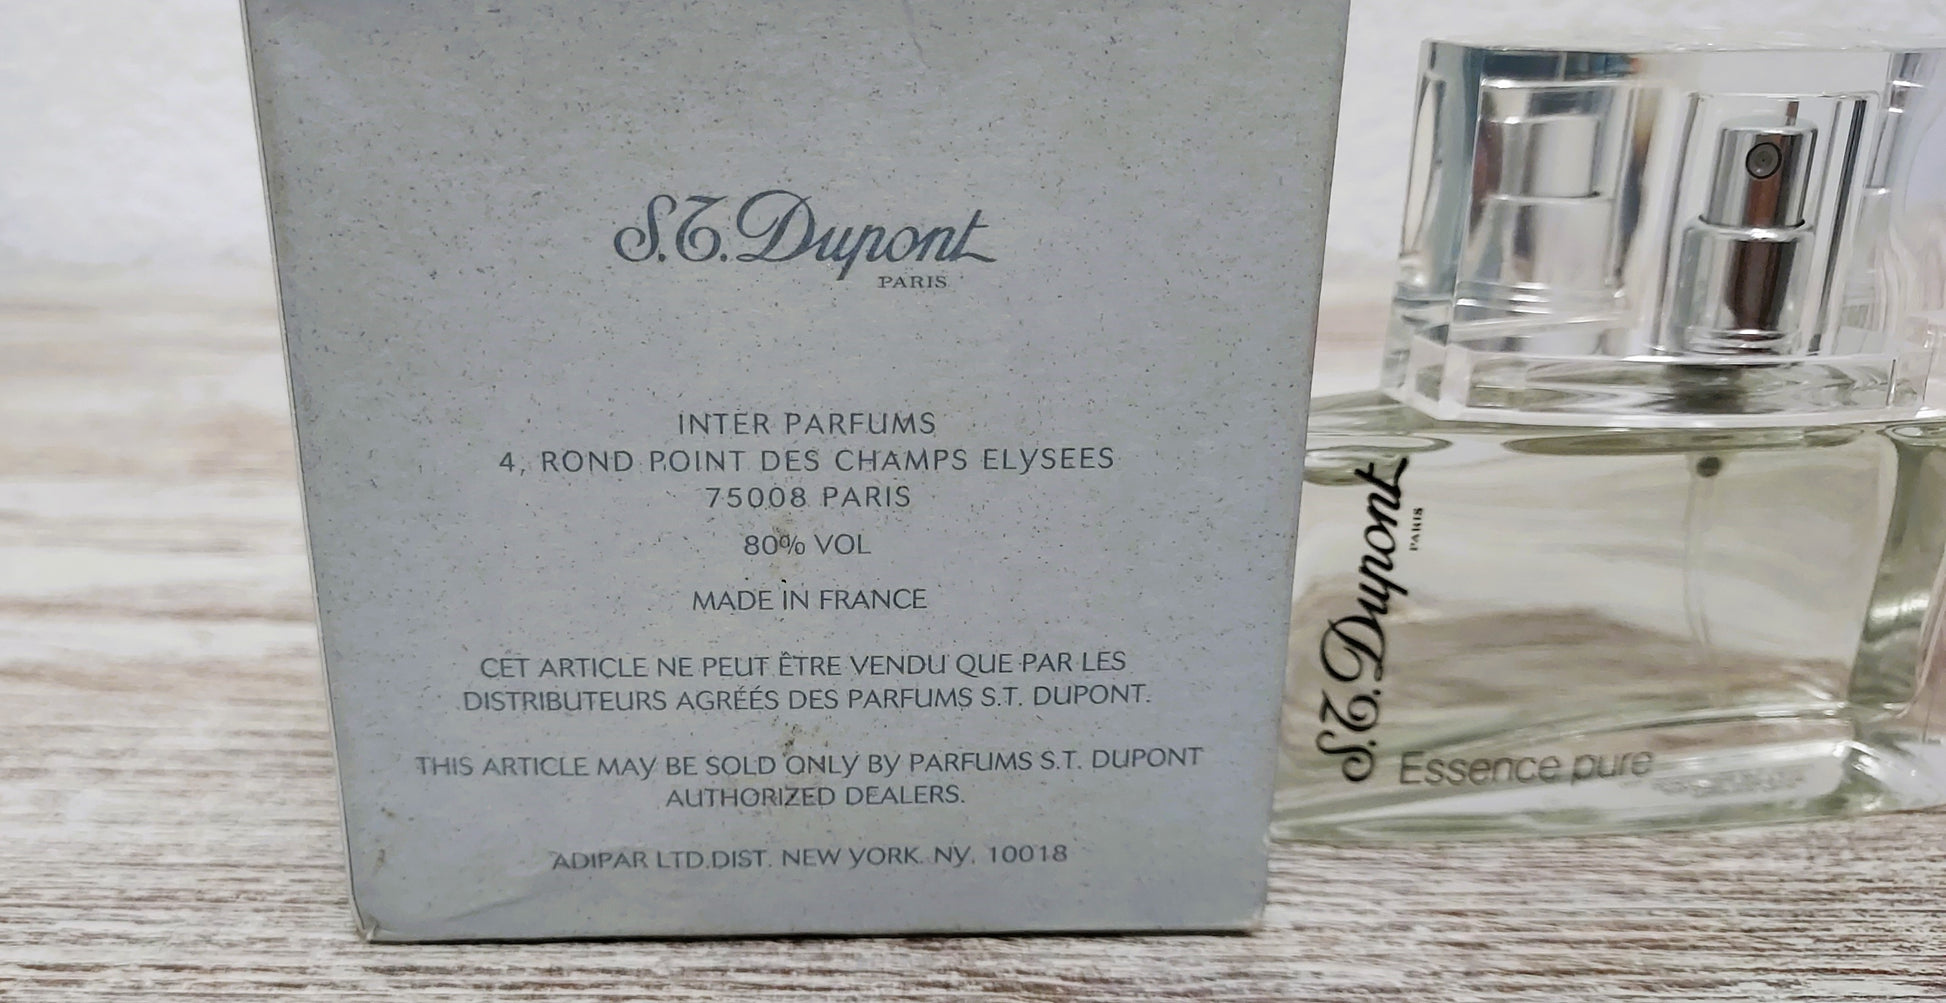 S.T. Dupont
PARIS
INTER PARFUMS
4, ROND POINT DES CHAMPS ELYSEES
75008 PARIS
80% VOL
MADE IN FRANCE
CET ARTICLE NE PEUT ÊTRE VENDU QUE PAR LES
DISTRIBUTEURS AGRÉÉS DES PARFUMS S.T. DUPONT.
THIS ARTICLE MAY BE SOLD ONLY BY PARFUMS S.T. DUPONT
AUTHORIZED DEALERS.
ADIPAR LTD.DIST. NEW YORK. NY. 10018
S.T. Dupont
PARIS
Essence pure